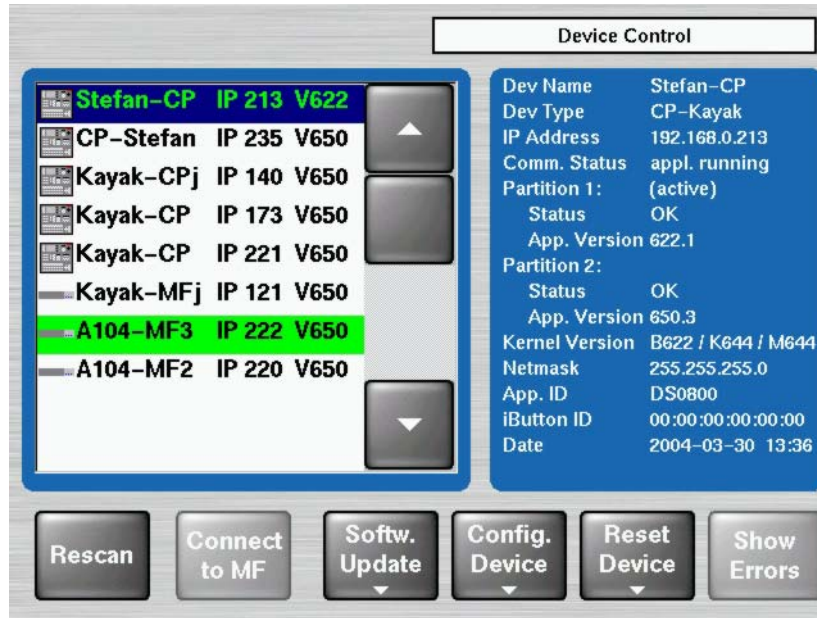 Device Control
Stefan-CP IP 213 V622
CP-Stefan IP 235 V650
Kayak-CPj IP 140 V650
Kayak-CP IP 173 V650
Kayak-CP IP 221 V650
Kayak-MFj IP 121 V650
A104-MF3 IP 222 V650
A104-MF2 IP 220 V650
Dev Name Stefan-CP
Dev Type CP-Kayak
IP Address 192.168.0.213
Comm. Status appl. running
Partition 1: (active)
Status OK
App. Version 622.1
Partition 2:
Status OK
App. Version 650.3
Kernel Version B622 / K644 / M644
Netmask 255.255.255.0
App. ID DS0800
iButton ID 00:00:00:00:00:00
Date 2004-03-30 13:36
Rescan
Connect
to MF
Softw.
Update
Config.
Device
Reset
Device
Show
Errors